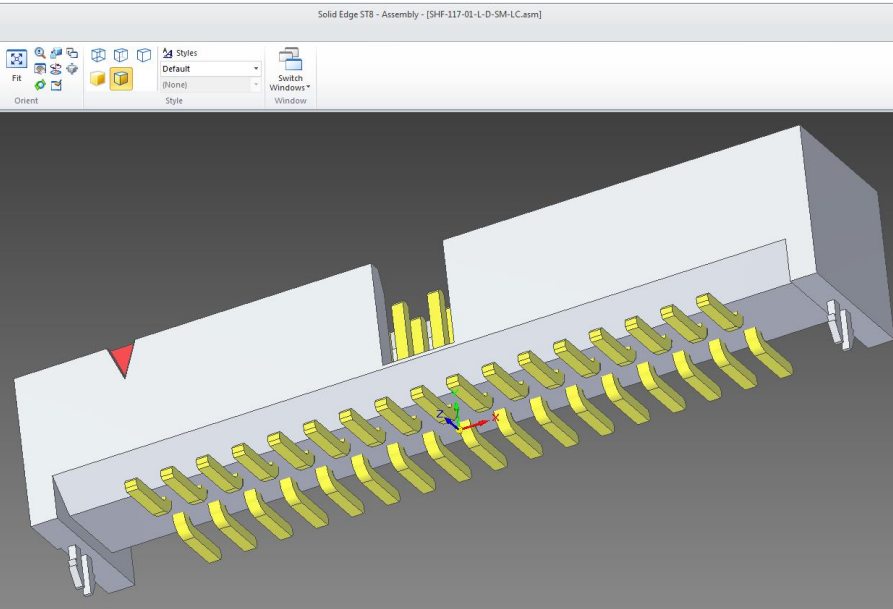 Solid Edge ST8 - Assembly - [SHF-117-01-L-D-SM-LC.asm]
Fit
Orient
Styles
Default
(None)
Style
Switch
Windows
Window
Y
Z
X